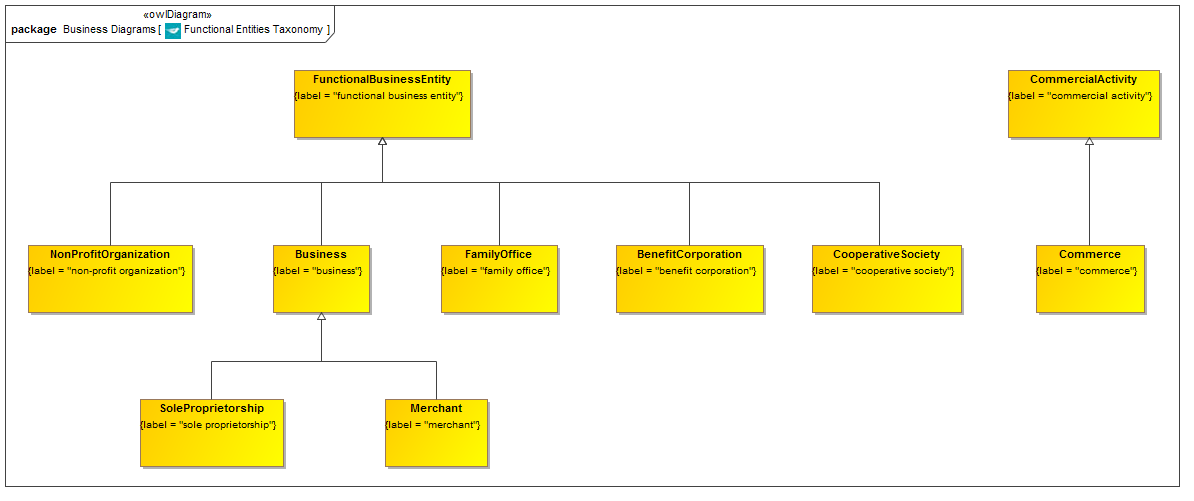 «owlDiagram»
package Business Diagrams [ Functional Entities Taxonomy ]
FunctionalBusinessEntity
{label = "functional business entity"}
CommercialActivity
{label = "commercial activity"}
NonProfitOrganization
{label = "non-profit organization"}
Business
{label = "business"}
FamilyOffice
{label = "family office"}
BenefitCorporation
{label = "benefit corporation"}
CooperativeSociety
{label = "cooperative society"}
Commerce
{label = "commerce"}
SoleProprietorship
{label = "sole proprietorship"}
Merchant
{label = "merchant"}